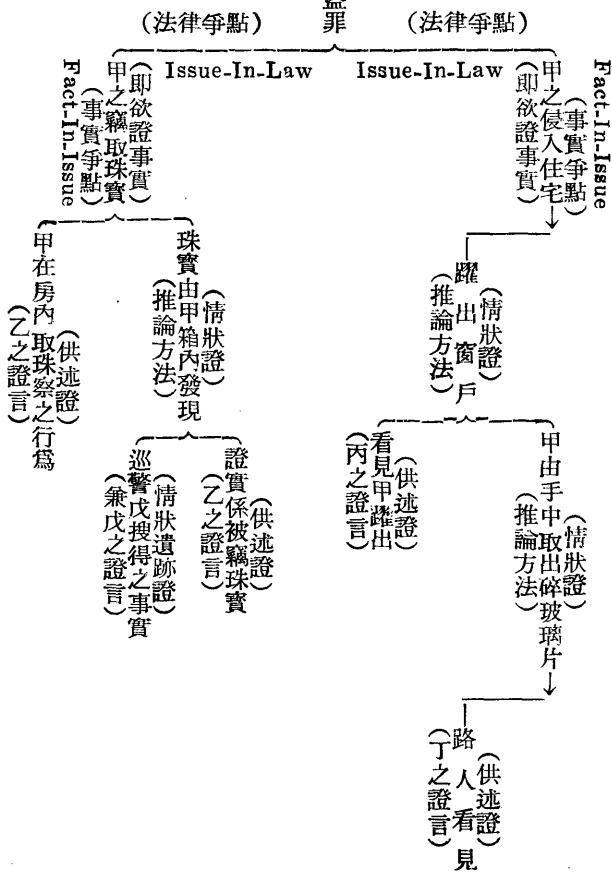 盜罪
(法律爭點)
Issue-In-Law
Fact-In-Issue
(事實爭點)
甲之侵入住宅
(即欲證事實)
(情狀證)
躍出窗戶
(推論方法)
(情狀證)
甲由手中取出碎玻璃片
(推論方法)
(供述證)
路人看見
(丁之證言)
(供述證)
看見甲躍出
(丙之證言)
(法律爭點)
Issue-In-Law
(即欲證事實)
甲之竊取珠寶
(事實爭點)
Fact-In-Issue
(情狀證)
珠寶由甲箱內發現
(推論方法)
(供述證)
證實係被竊珠寶
(乙之證言)
(情狀遺跡證)
巡警戊搜得之事實
(兼戊之證言)
(供述證)
甲在房內取珠察之行爲
(乙之證言)